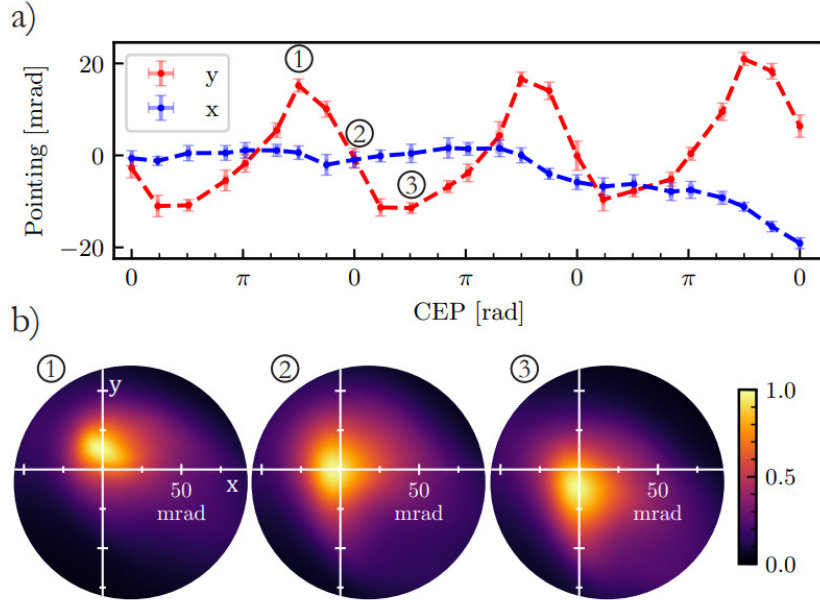 a)
①
20
y
x
②
0
③
−20
Pointing [mrad]
0 π 0 π 0 π 0
CEP [rad]
b)
① ② ③
y
x
50
mrad
50
mrad
50
mrad
1.0
0.5
0.0